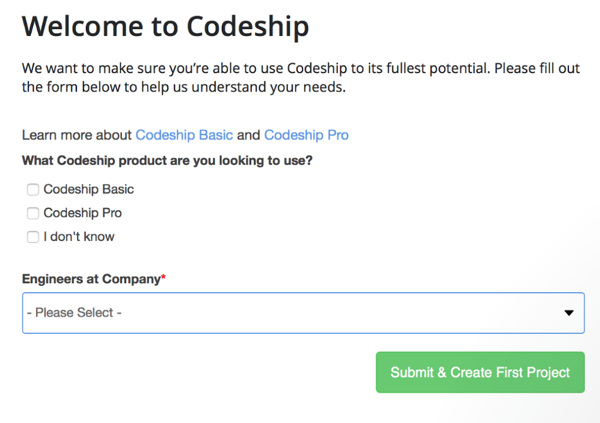 Welcome to Codeship
We want to make sure you're able to use Codeship to its fullest potential. Please fill out
the form below to help us understand your needs.
Learn more about Codeship Basic and Codeship Pro
What Codeship product are you looking to use?
Codeship Basic
Codeship Pro
I don't know
Engineers at Company*
- Please Select -
Submit & Create First Project